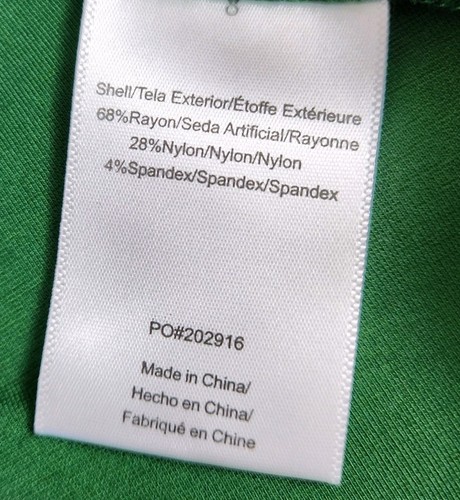 Shell/Tela Exterior/Étoffe Extérieure
68%Rayon/Seda Artificial/Rayonne
28%Nylon/Nylon/Nylon
4%Spandex/Spandex/Spandex
PO#202916
Made in China/
Hecho en China/
Fabriqué en Chine